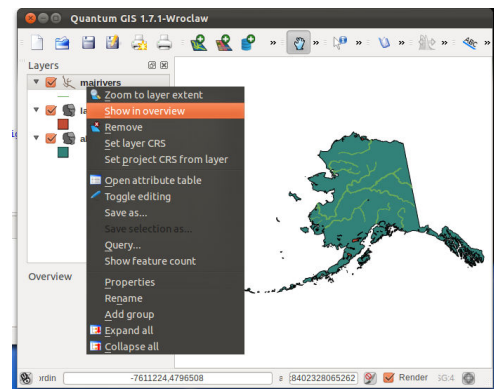 Quantum GIS 1.7.1-Wroclaw
Layers
majrivers
Zoom to layer extent
Show in overview
Remove
Set layer CRS
Set project CRS from layer
Open attribute table
Toggle editing
Save as...
Save selection as...
Query...
Show feature count
Overview
Properties
Rename
Add group
Expand all
Collapse all
ordin
-7611224,4796508
:8402328065262
Render